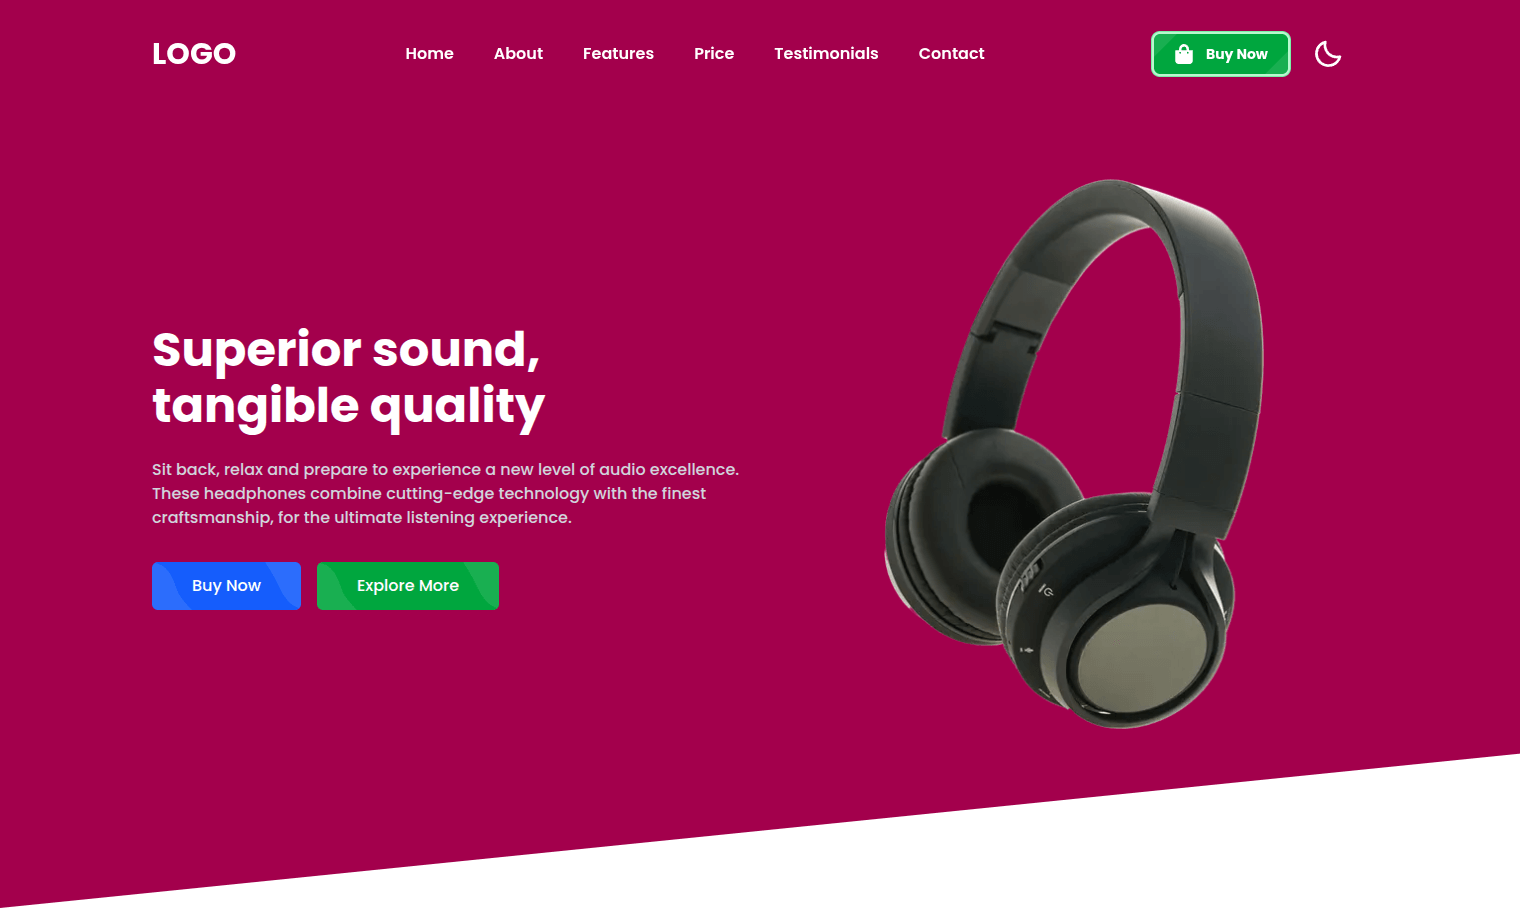 LOGO
Home
About
Features
Price
Testimonials
Contact
Buy Now
Superior sound,
tangible quality
Sit back, relax and prepare to experience a new level of audio excellence.
These headphones combine cutting-edge technology with the finest
craftsmanship, for the ultimate listening experience.
Buy Now
Explore More